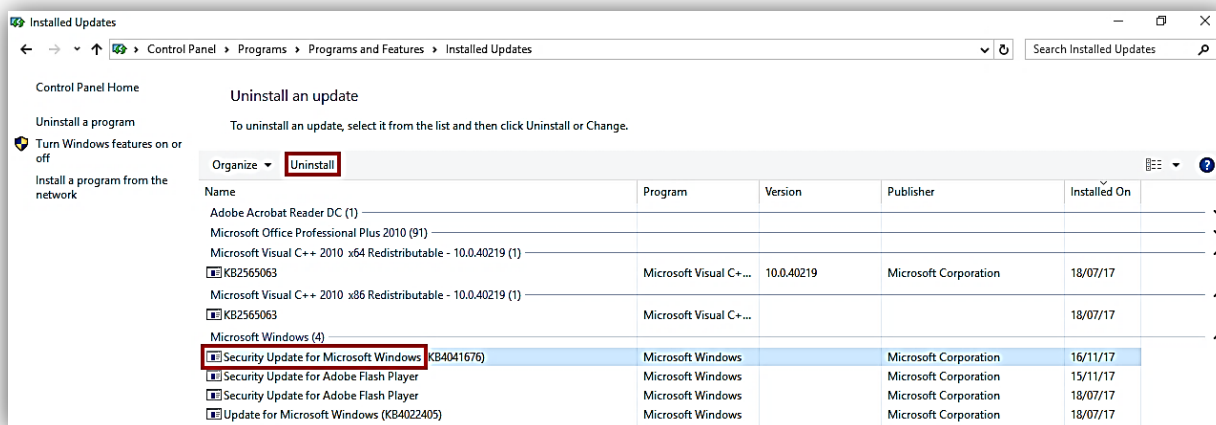 Installed Updates
Control Panel > Programs > Programs and Features > Installed Updates
Search Installed Updates
Control Panel Home
Uninstall a program
Turn Windows features on or
off
Install a program from the
network
Uninstall an update
To uninstall an update, select it from the list and then click Uninstall or Change.
Organize Uninstall
Name Program Version Publisher Installed On
Adobe Acrobat Reader DC (1)
Microsoft Office Professional Plus 2010 (91)
Microsoft Visual C++ 2010 x64 Redistributable - 10.0.40219 (1)
KB2565063 Microsoft Visual C+... 10.0.40219 Microsoft Corporation 18/07/17
Microsoft Visual C++ 2010 x86 Redistributable - 10.0.40219 (1)
KB2565063 Microsoft Visual C+... 18/07/17
Microsoft Windows (4)
Security Update for Microsoft Windows (KB4041676) Microsoft Windows Microsoft Corporation 16/11/17
Security Update for Adobe Flash Player Microsoft Windows Microsoft Corporation 15/11/17
Security Update for Adobe Flash Player Microsoft Windows Microsoft Corporation 18/07/17
Update for Microsoft Windows (KB4022405) Microsoft Windows Microsoft Corporation 18/07/17